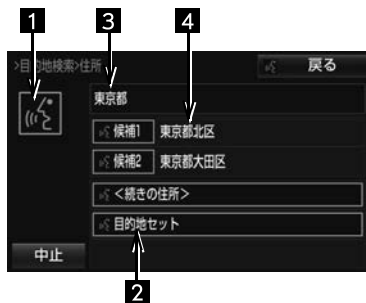 1 3 4
>目的地検索>住所
戻る
東京都
候補1 東京都北区
候補2 東京都大田区
<続きの住所>
目的地セット
中止
2